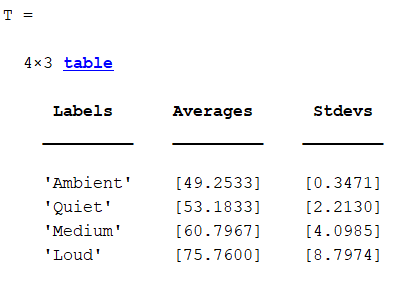 T =
4×3 table
Labels Averages Stdevs
'Ambient' [49.2533] [0.3471]
'Quiet' [53.1833] [2.2130]
'Medium' [60.7967] [4.0985]
'Loud' [75.7600] [8.7974]